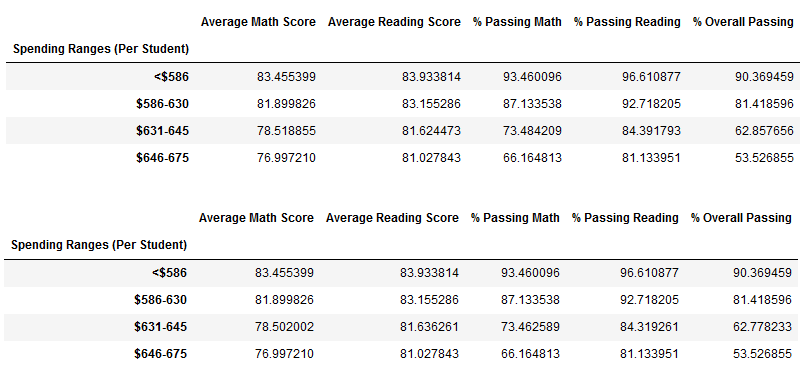 Average Math Score Average Reading Score % Passing Math % Passing Reading % Overall Passing
Spending Ranges (Per Student)
<$586 83.455399 83.933814 93.460096 96.610877 90.369459
$586-630 81.899826 83.155286 87.133538 92.718205 81.418596
$631-645 78.518855 81.624473 73.484209 84.391793 62.857656
$646-675 76.997210 81.027843 66.164813 81.133951 53.526855
Average Math Score Average Reading Score % Passing Math % Passing Reading % Overall Passing
Spending Ranges (Per Student)
<$586 83.455399 83.933814 93.460096 96.610877 90.369459
$586-630 81.899826 83.155286 87.133538 92.718205 81.418596
$631-645 78.502002 81.636261 73.462589 84.319261 62.778233
$646-675 76.997210 81.027843 66.164813 81.133951 53.526855